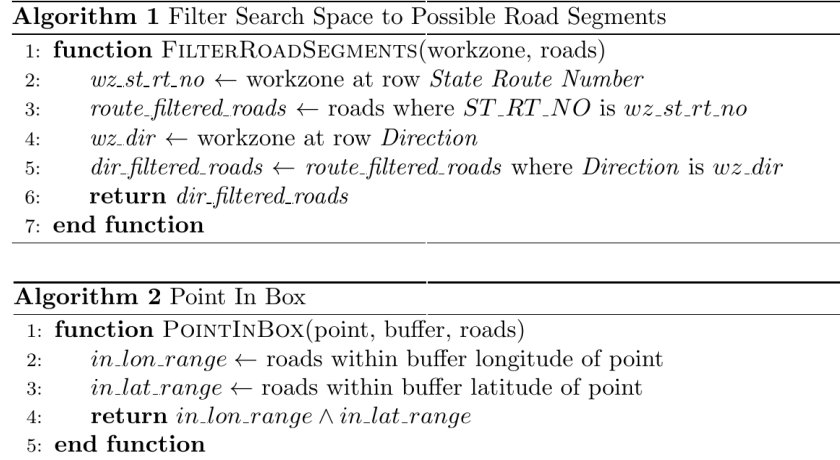 Algorithm 1 Filter Search Space to Possible Road Segments
1: function FILTERROADSEGMENTS(workzone, roads)
2: wz_st_rt_no ← workzone at row State Route Number
3: route_filtered_roads ← roads where ST_RT_NO is wz_st_rt_no
4: wz_dir ← workzone at row Direction
5: dir_filtered_roads ← route_filtered_roads where Direction is wz_dir
6: return dir_filtered_roads
7: end function
Algorithm 2 Point In Box
1: function POINTINBOX(point, buffer, roads)
2: in_lon_range ← roads within buffer longitude of point
3: in_lat_range ← roads within buffer latitude of point
4: return in_lon_range ∧ in_lat_range
5: end function